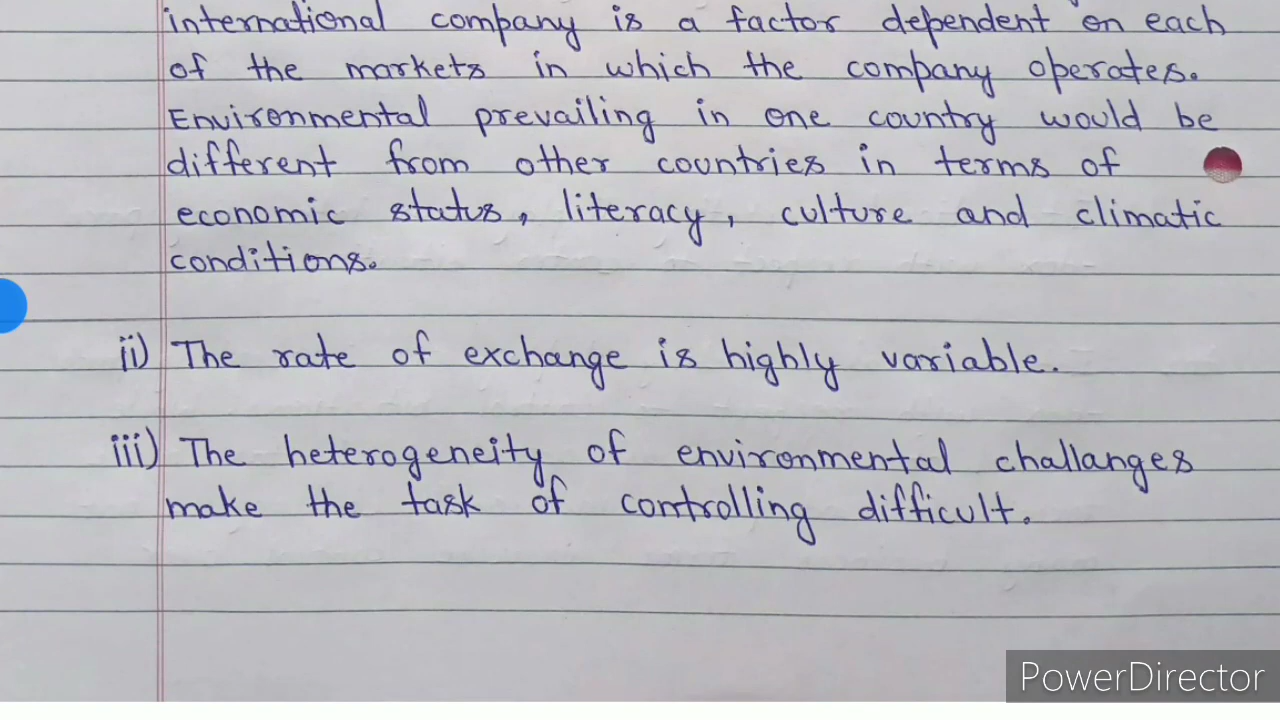 international company is a factor dependent on each
of the markets in which the company operates.
Environmental prevailing in one country would be
different from other countries in terms of
economic status, literacy, culture and climatic
conditions.
ii) The rate of exchange is highly variable.
iii) The heterogeneity of environmental challanges
make the task of controlling difficult.
PowerDirector